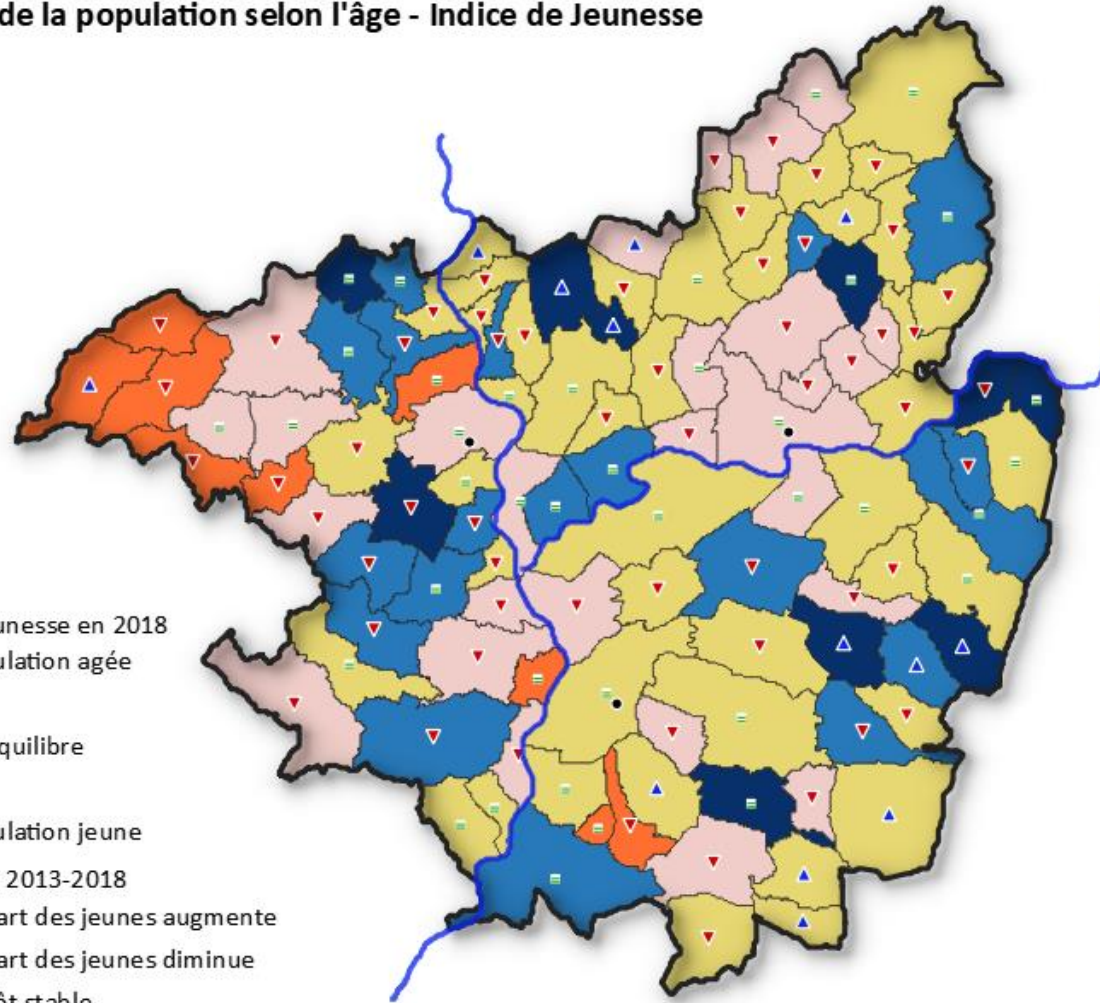 de la population selon l'âge - Indice de Jeunesse
unesse en 2018
ulation agée
quilibre
ulation jeune
2013-2018
art des jeunes augmente
art des jeunes diminue
stable